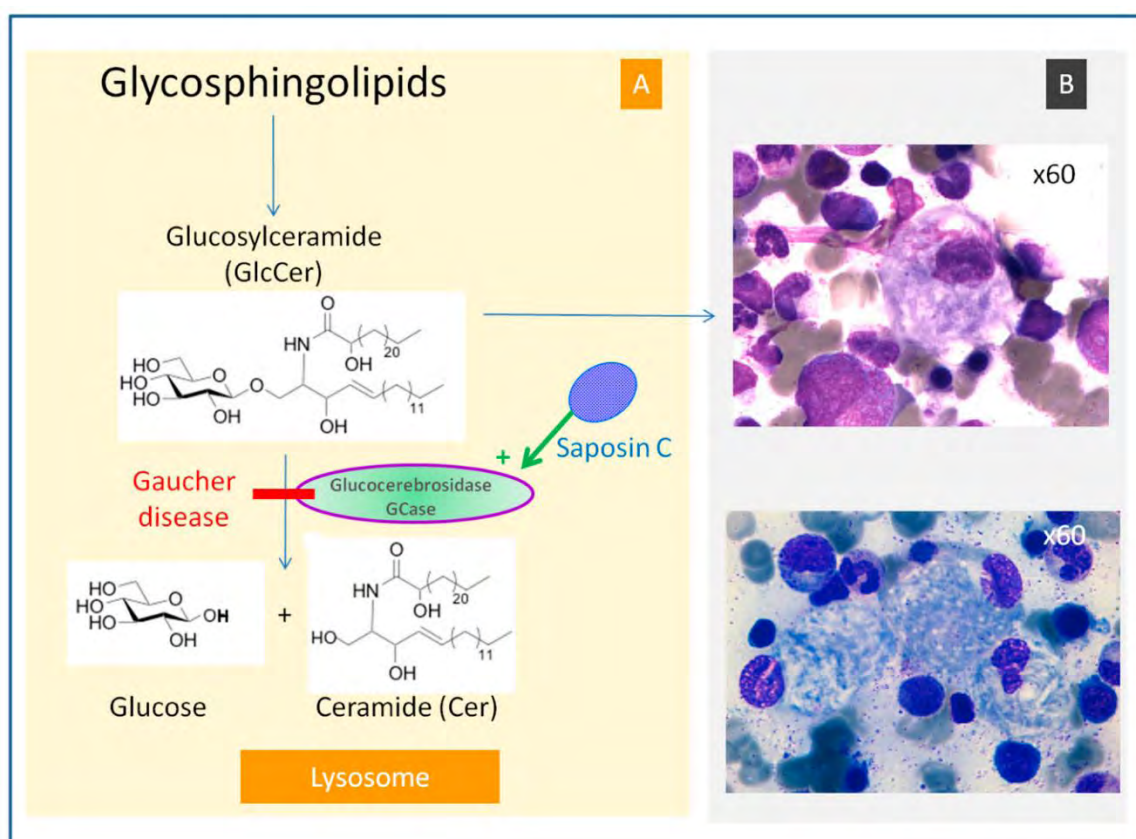 Glycosphingolipids
A
Glucosylceramide
(GlcCer)
O
HN
OH
20
HO
HO
HO
O
OH
O
11
OH
+
Saposin C
Gaucher
disease
Glucocerebrosidase
GCase
HO
HO
HO
O
OH
OH
+
O
HN
OH
20
HO
11
OH
Glucose
Ceramide (Cer)
Lysosome
B
x60
x60